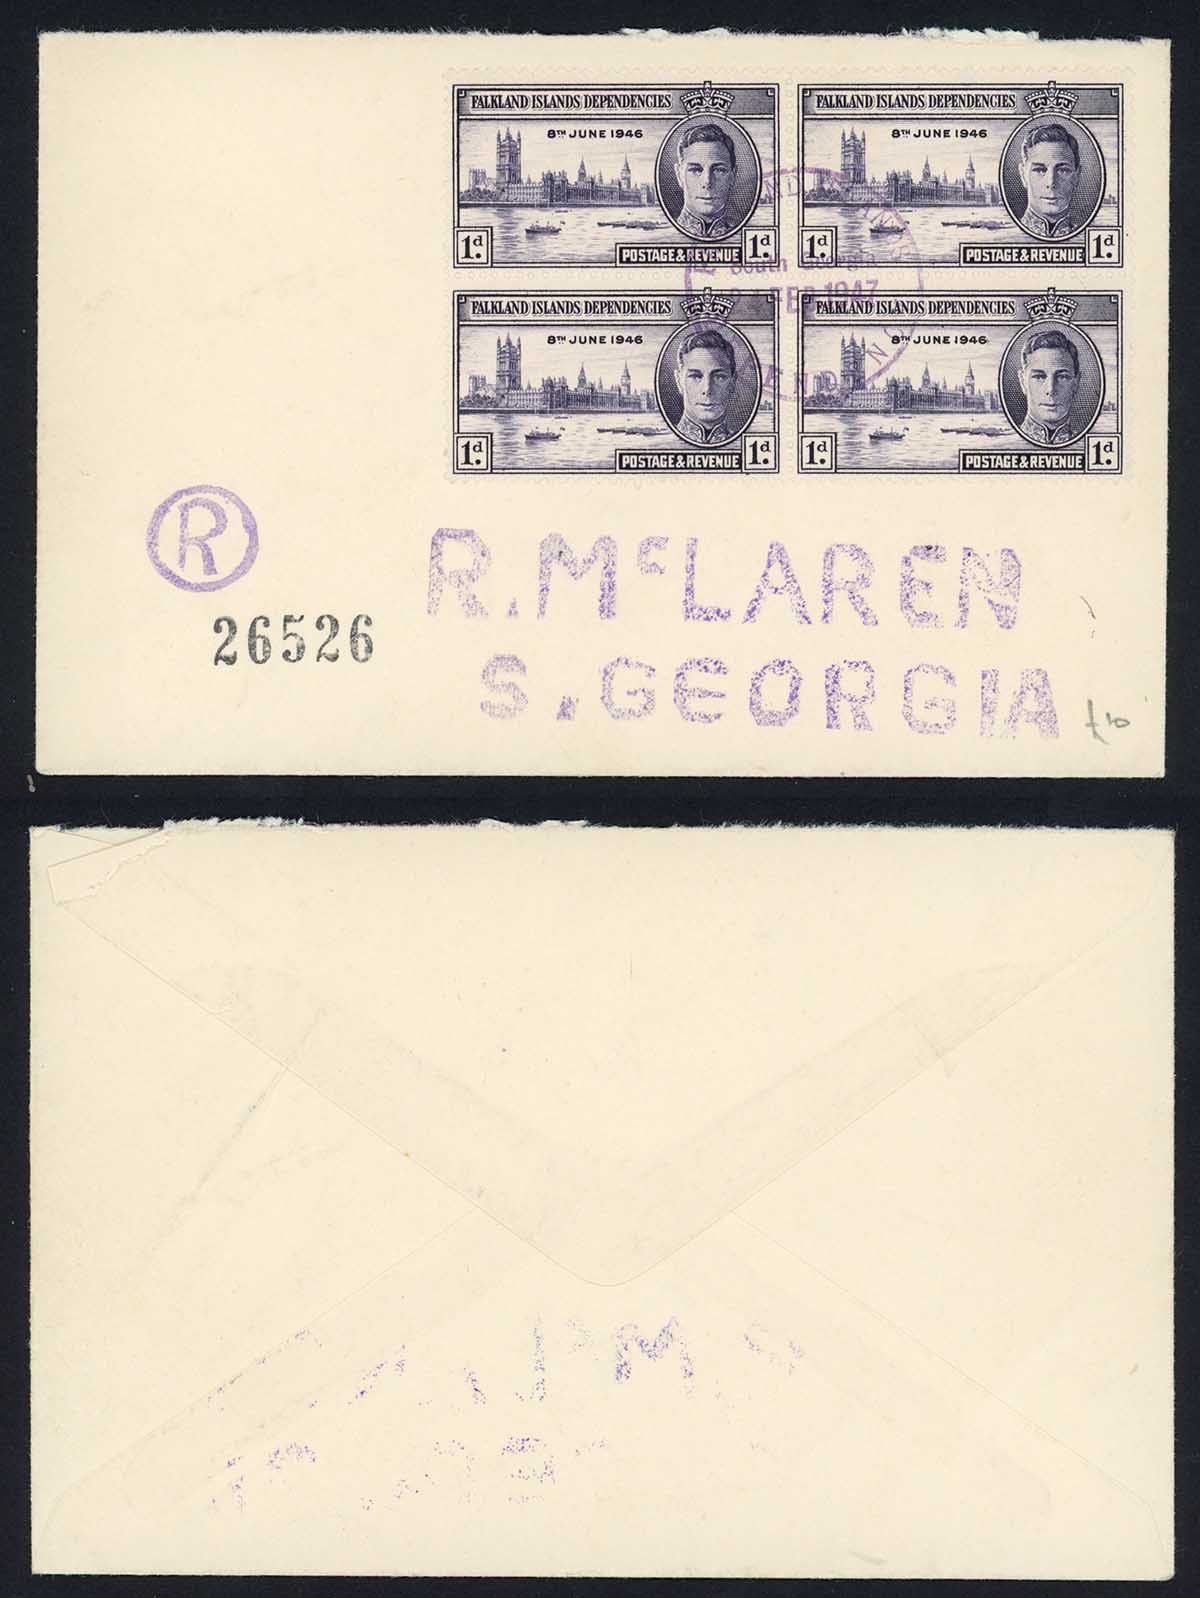 FALKLAND ISLANDS DEPENDENCIES
8TH JUNE 1946
1d
POSTAGE & REVENUE
1d
FALKLAND ISLANDS DEPENDENCIES
8TH JUNE 1946
1d
POSTAGE & REVENUE
1d
South Georgia
FEB 1947
FALKLAND ISLANDS DEPENDENCIES
8TH JUNE 1946
1d
POSTAGE & REVENUE
1d
FALKLAND ISLANDS DEPENDENCIES
8TH JUNE 1946
1d
POSTAGE & REVENUE
1d
R
26526
R. McLAREN
S. GEORGIA
£10